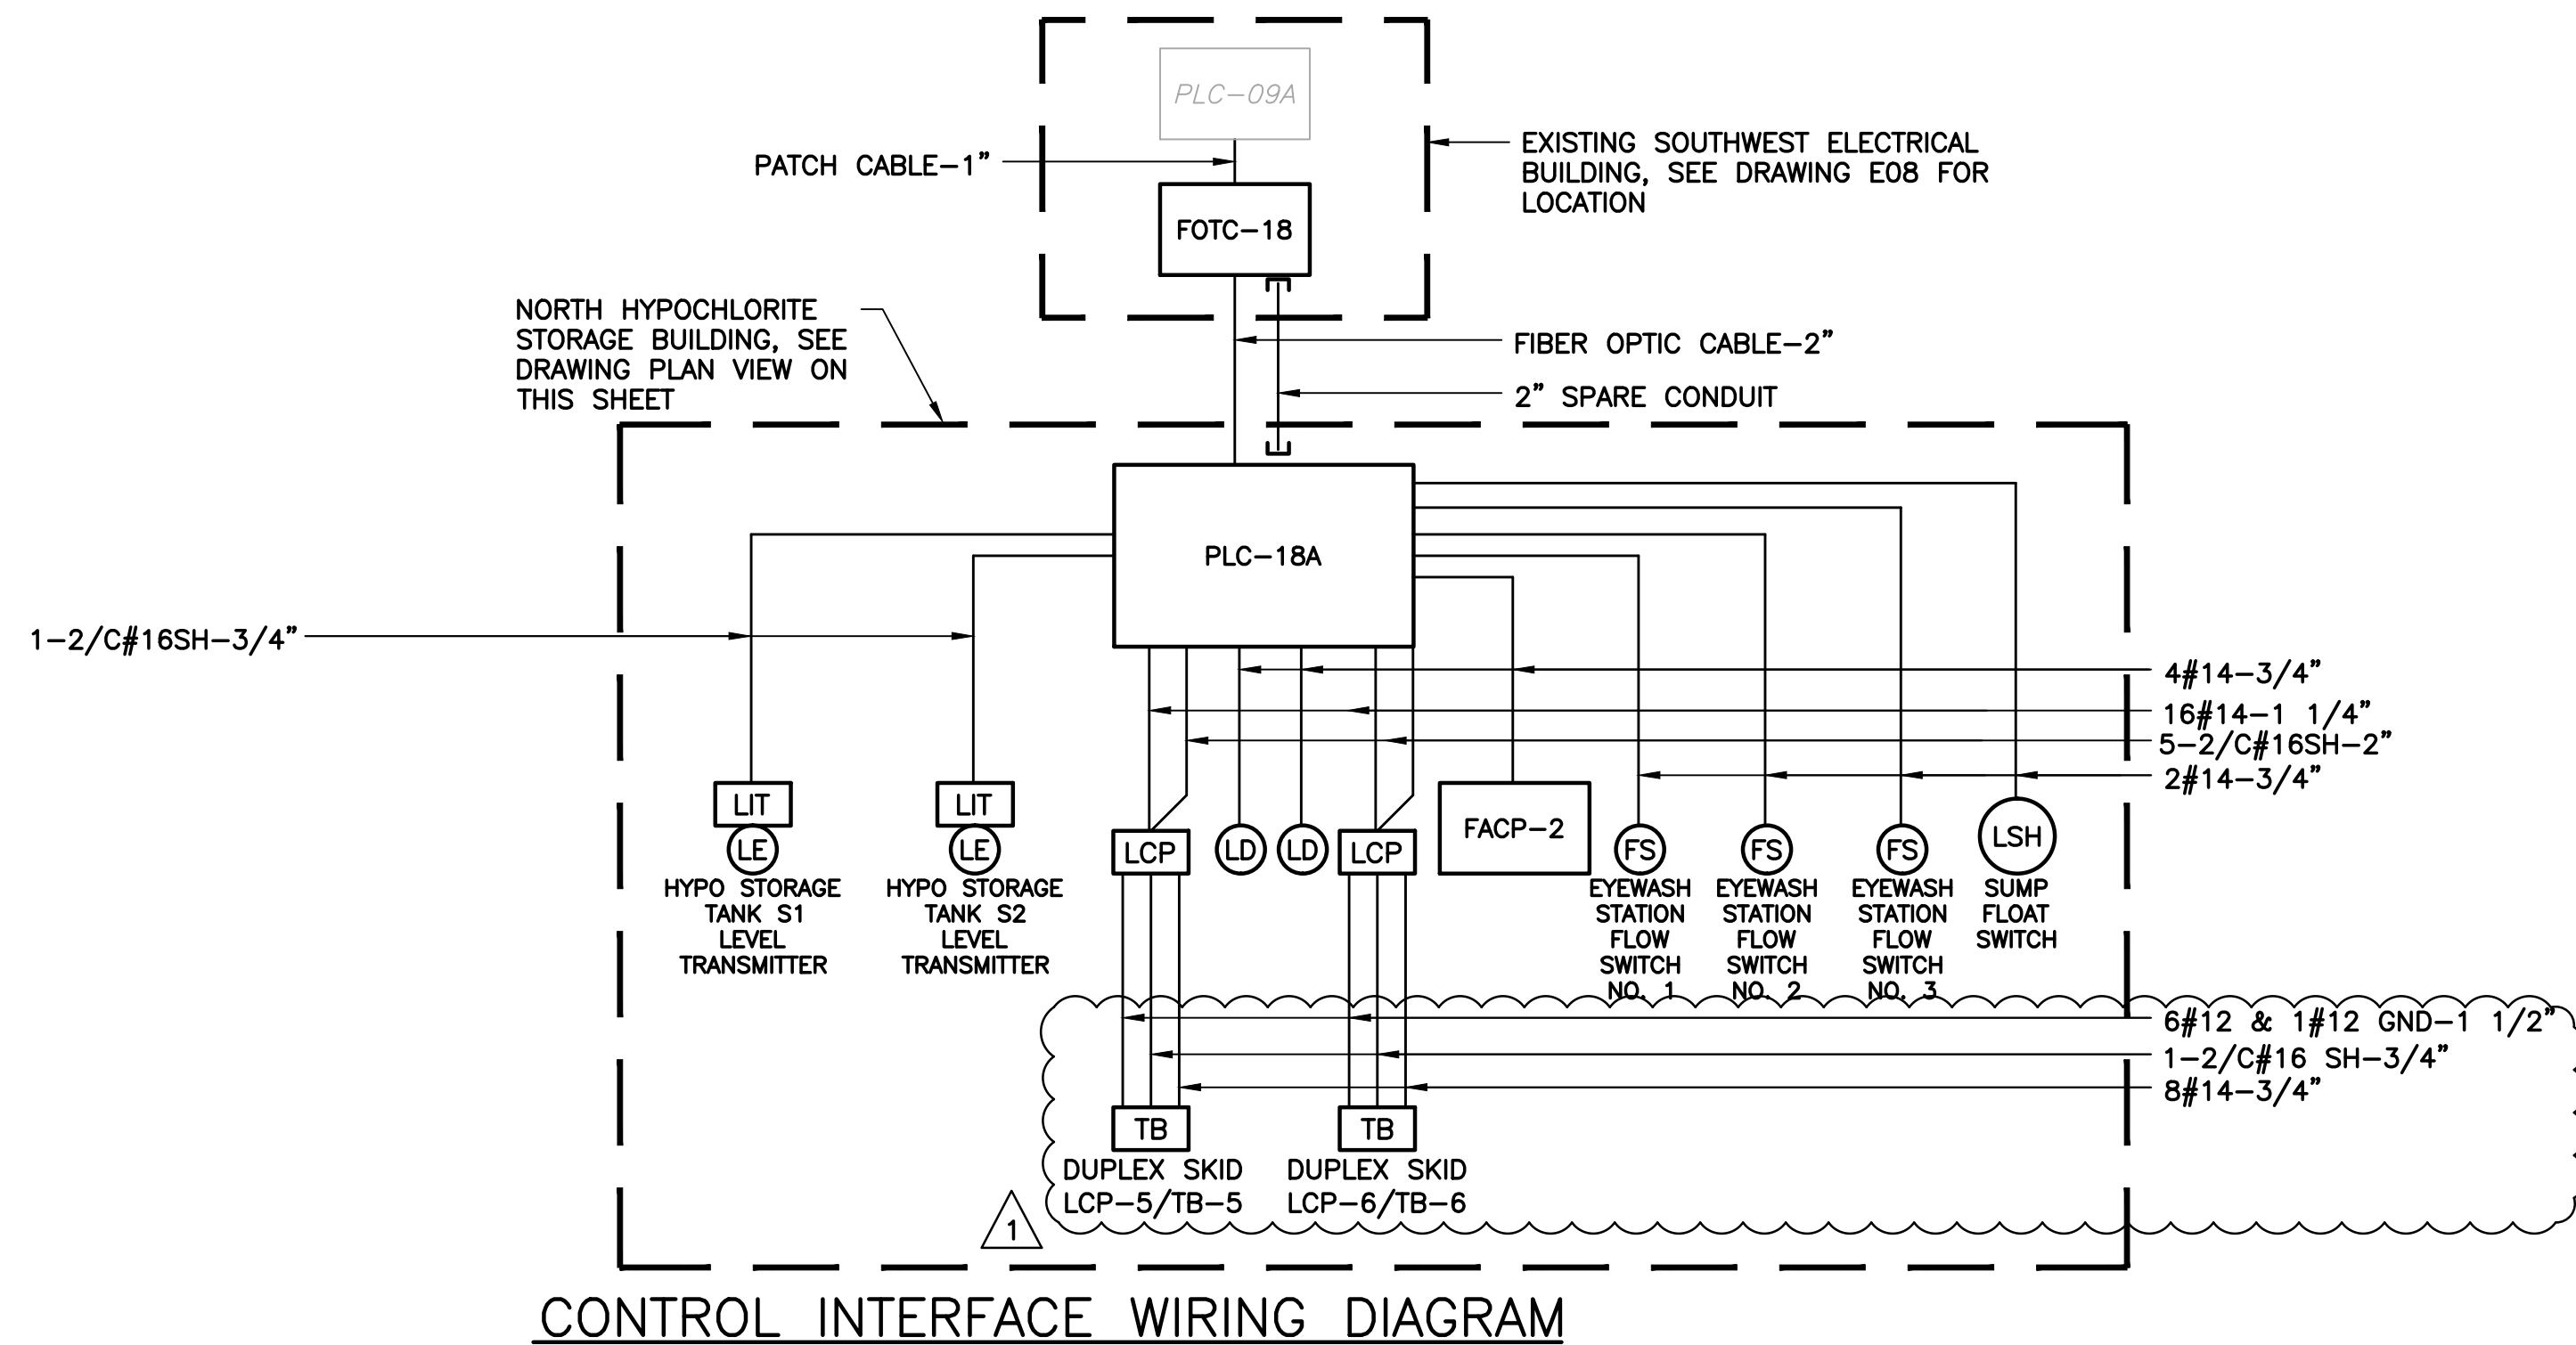 PLC-09A
PATCH CABLE-1"
EXISTING SOUTHWEST ELECTRICAL
BUILDING, SEE DRAWING E08 FOR
LOCATION
FOTC-18
NORTH HYPOCHLORITE
STORAGE BUILDING, SEE
DRAWING PLAN VIEW ON
THIS SHEET
FIBER OPTIC CABLE-2"
2" SPARE CONDUIT
PLC-18A
1-2/C#16SH-3/4"
4#14-3/4"
16#14-1 1/4"
5-2/C#16SH-2"
2#14-3/4"
LIT
LE
HYPO STORAGE
TANK S1
LEVEL
TRANSMITTER
LIT
LE
HYPO STORAGE
TANK S2
LEVEL
TRANSMITTER
LCP
LD
LD
LCP
FACP-2
FS
EYEWASH
STATION
FLOW
SWITCH
NO. 1
FS
EYEWASH
STATION
FLOW
SWITCH
NO. 2
FS
EYEWASH
STATION
FLOW
SWITCH
NO. 3
LSH
SUMP
FLOAT
SWITCH
6#12 & 1#12 GND-1 1/2"
1-2/C#16 SH-3/4"
8#14-3/4"
TB
DUPLEX SKID
LCP-5/TB-5
TB
DUPLEX SKID
LCP-6/TB-6
1
CONTROL INTERFACE WIRING DIAGRAM